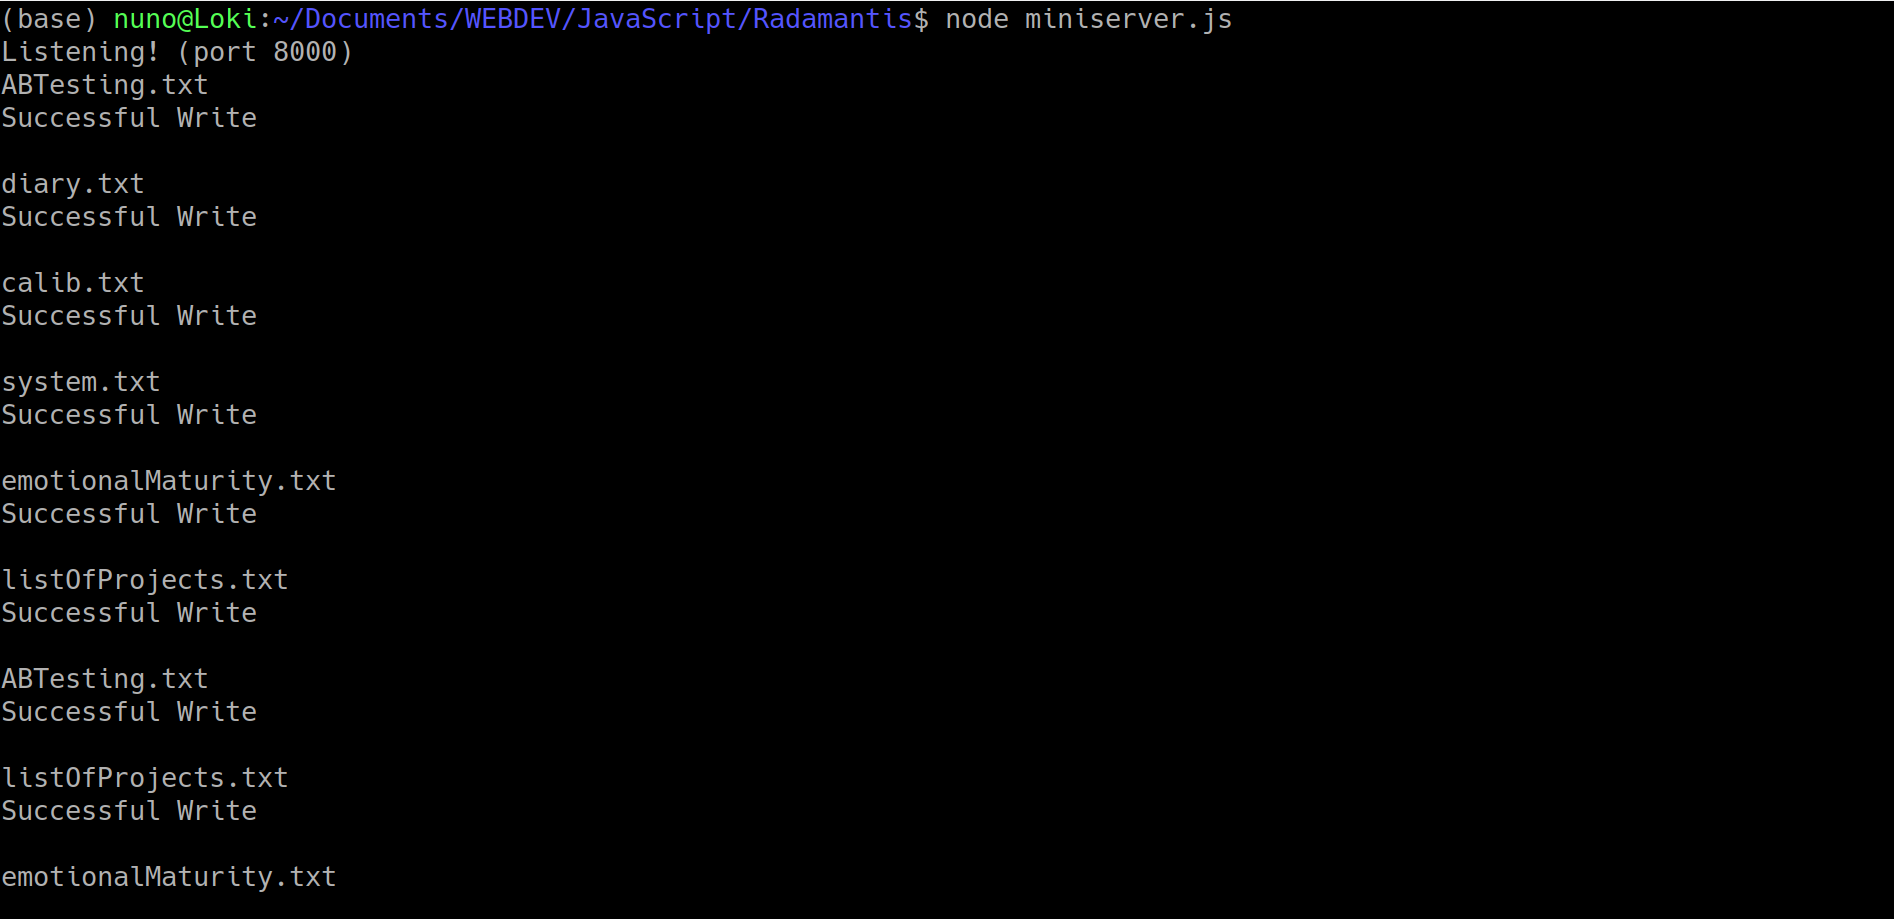 (base) nuno@Loki:~/Documents/WEBDEV/JavaScript/Radamantis$ node miniserver.js
Listening! (port 8000)
ABTesting.txt
Successful Write
diary.txt
Successful Write
calib.txt
Successful Write
system.txt
Successful Write
emotionalMaturity.txt
Successful Write
listOfProjects.txt
Successful Write
ABTesting.txt
Successful Write
listOfProjects.txt
Successful Write
emotionalMaturity.txt